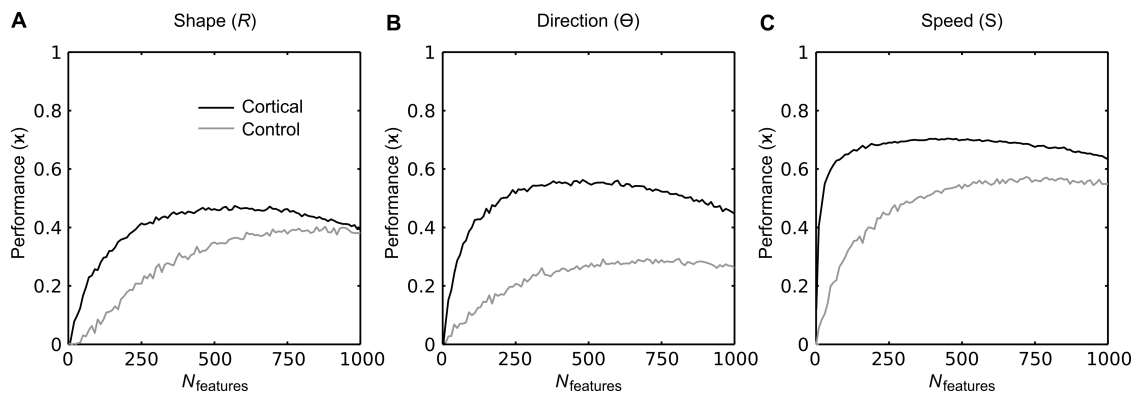 A Shape (R)
B Direction (Θ)
C Speed (S)
Performance (ϰ)
1
0.8
0.6
0.4
0.2
0
Cortical
Control
0 250 500 750 1000
Nfeatures
Performance (ϰ)
1
0.8
0.6
0.4
0.2
0
0 250 500 750 1000
Nfeatures
Performance (ϰ)
1
0.8
0.6
0.4
0.2
0
0 250 500 750 1000
Nfeatures